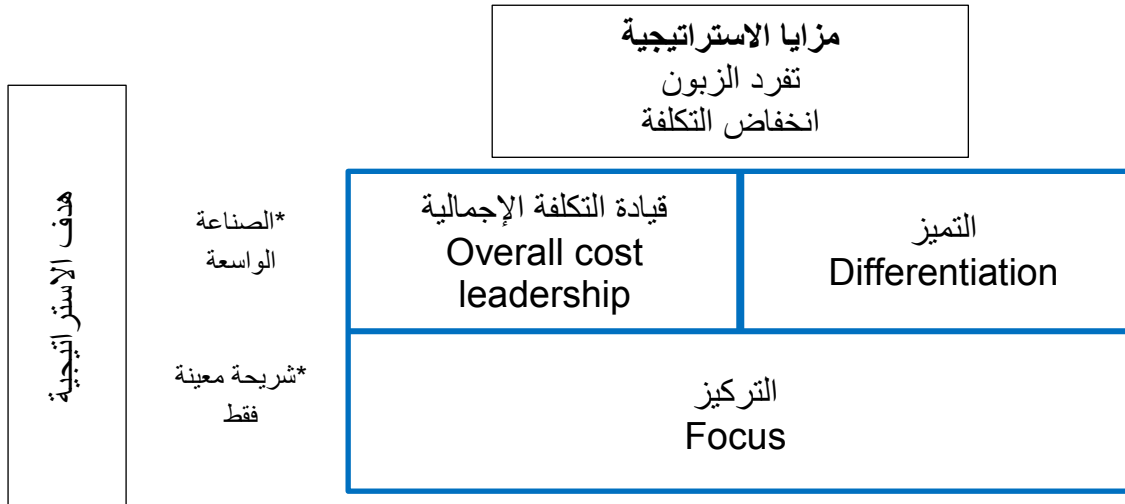 مزايا الاستراتيجية
تفرد الزبون
انخفاض التكلفة
هدف الاستراتيجية
*الصناعة
الواسعة
قيادة التكلفة الإجمالية
Overall cost
leadership
التميز
Differentiation
*شريحة معينة
فقط
التركيز
Focus